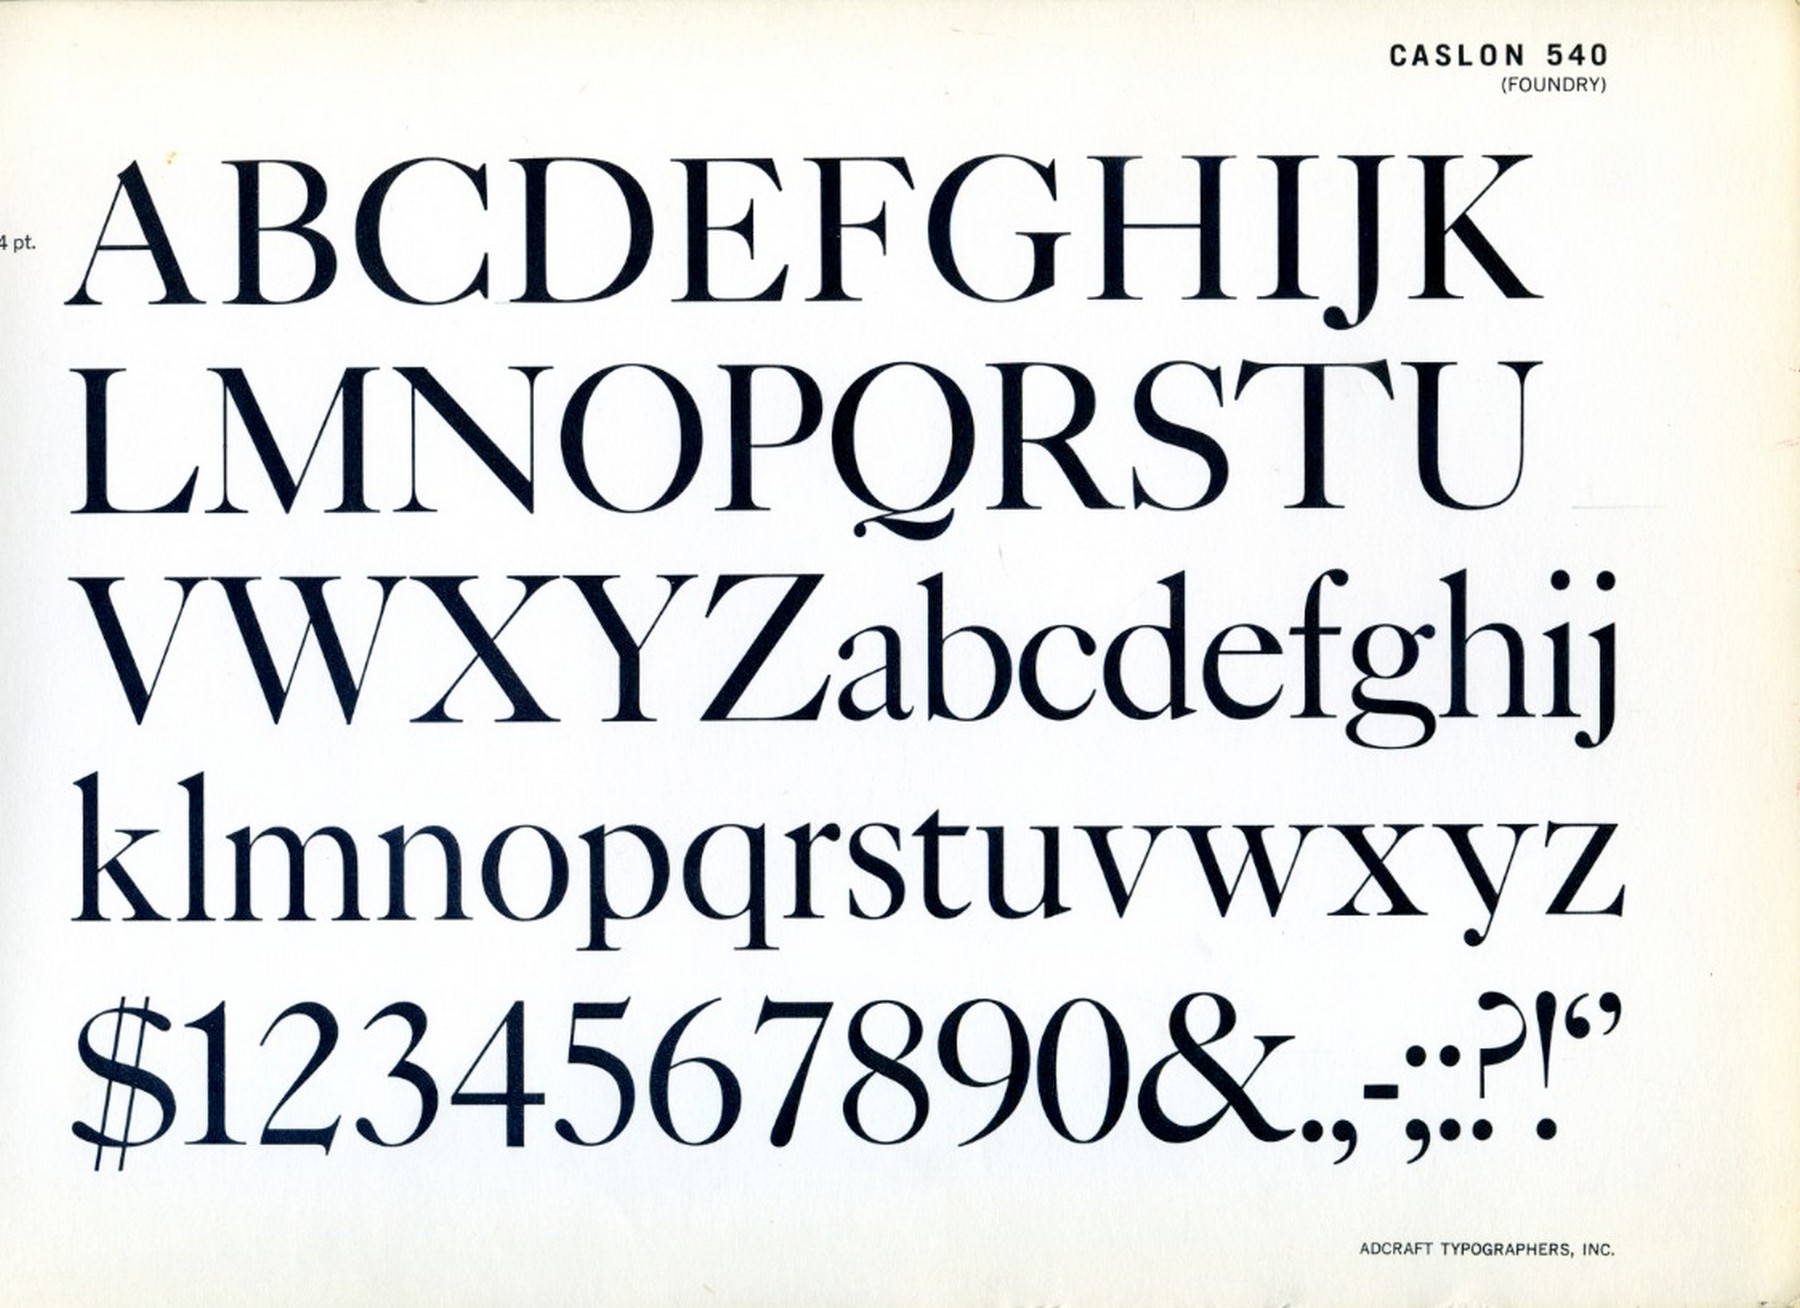 CASLON 540
(FOUNDRY)
4 pt.
ABCDEFGHIJK
LMNOPQRSTU
VWXYZabcdefghij
klmnopqrstuvwxyz
$1234567890&.,-;:?!“”
ADCRAFT TYPOGRAPHERS, INC.